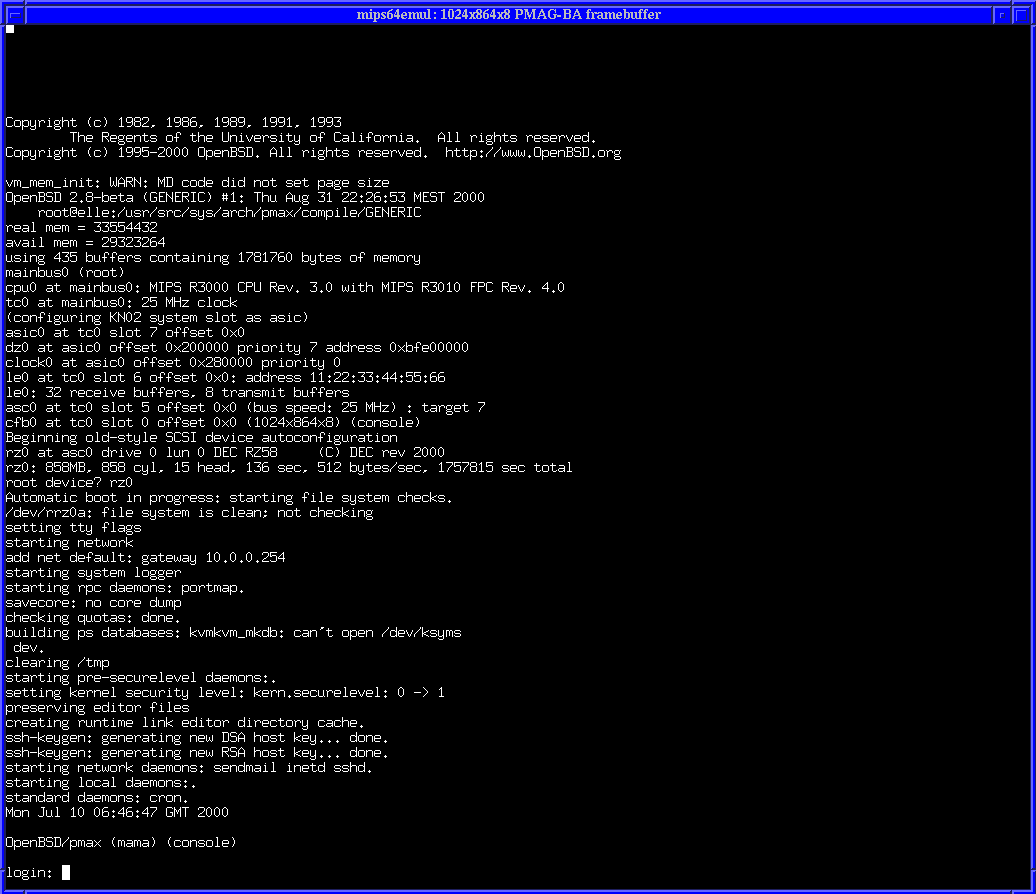 mips64emul: 1024x864x8 PMAG-BA framebuffer
Copyright (c) 1982, 1986, 1989, 1991, 1993
The Regents of the University of California.  All rights reserved.
Copyright (c) 1995-2000 OpenBSD. All rights reserved.  http://www.OpenBSD.org
vm_mem_init: WARN: MD code did not set page size
OpenBSD 2.8-beta (GENERIC) #1: Thu Aug 31 22:26:53 MEST 2000
root@elle:/usr/src/sys/arch/pmax/compile/GENERIC
real mem = 33554432
avail mem = 29323264
using 435 buffers containing 1781760 bytes of memory
mainbus0 (root)
cpu0 at mainbus0: MIPS R3000 CPU Rev. 3.0 with MIPS R3010 FPC Rev. 4.0
tc0 at mainbus0: 25 MHz clock
(configuring KN02 system slot as asic)
asic0 at tc0 slot 7 offset 0x0
dz0 at asic0 offset 0x200000 priority 7 address 0xbfe00000
clock0 at asic0 offset 0x280000 priority 0
le0 at tc0 slot 6 offset 0x0: address 11:22:33:44:55:66
le0: 32 receive buffers, 8 transmit buffers
asc0 at tc0 slot 5 offset 0x0 (bus speed: 25 MHz) : target 7
cfb0 at tc0 slot 0 offset 0x0 (1024x864x8) (console)
Beginning old-style SCSI device autoconfiguration
rz0 at asc0 drive 0 lun 0 DEC RZ58     (C) DEC rev 2000
rz0: 858MB, 858 cyl, 15 head, 136 sec, 512 bytes/sec, 1757815 sec total
root device? rz0
Automatic boot in progress: starting file system checks.
/dev/rrz0a: file system is clean; not checking
setting tty flags
starting network
add net default: gateway 10.0.0.254
starting system logger
starting rpc daemons: portmap.
savecore: no core dump
checking quotas: done.
building ps databases: kvmkvm_mkdb: can't open /dev/ksyms
dev.
clearing /tmp
starting pre-securelevel daemons:.
setting kernel security level: kern.securelevel: 0 -> 1
preserving editor files
creating runtime link editor directory cache.
ssh-keygen: generating new DSA host key... done.
ssh-keygen: generating new RSA host key... done.
starting network daemons: sendmail inetd sshd.
starting local daemons:.
standard daemons: cron.
Mon Jul 10 06:46:47 GMT 2000
OpenBSD/pmax (mama) (console)
login: